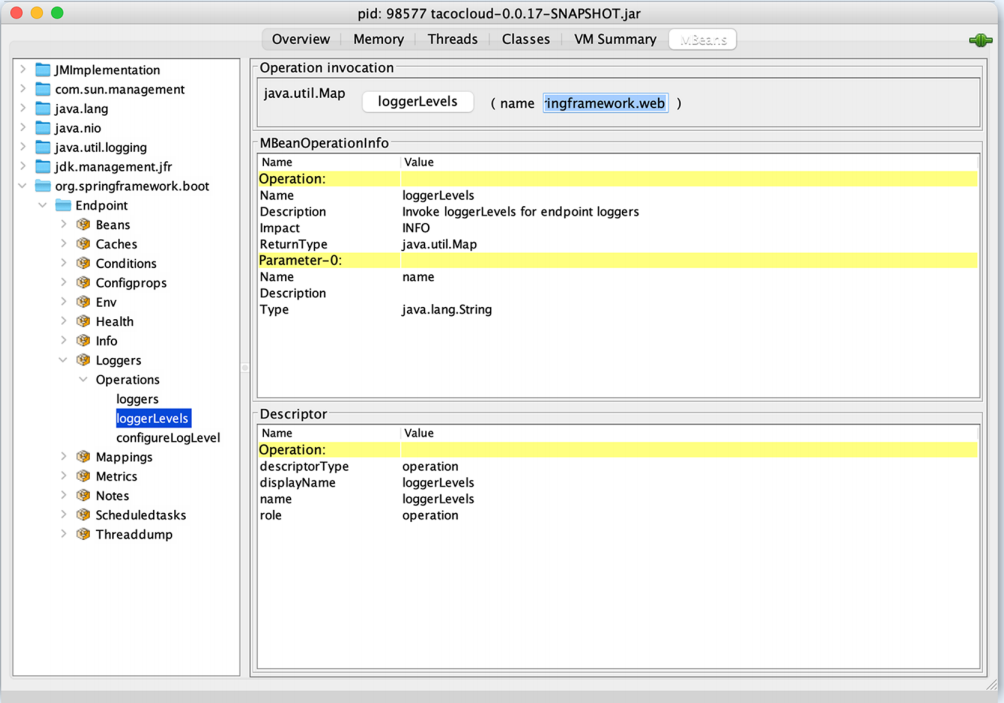 pid: 98577 tacocloud-0.0.17-SNAPSHOT.jar
Overview Memory Threads Classes VM Summary MBeans
JMImplementation
com.sun.management
java.lang
java.nio
java.util.logging
jdk.management.jfr
org.springframework.boot
Endpoint
Beans
Caches
Conditions
Configprops
Env
Health
Info
Loggers
Operations
loggers
loggerLevels
configureLogLevel
Mappings
Metrics
Notes
Scheduledtasks
Threaddump
Operation invocation
java.util.Map loggerLevels ( name ingframework.web )
MBeanOperationInfo
Name Value
Operation:
Name loggerLevels
Description Invoke loggerLevels for endpoint loggers
Impact INFO
ReturnType java.util.Map
Parameter-0:
Name name
Description
Type java.lang.String
Descriptor
Name Value
Operation:
descriptorType operation
displayName loggerLevels
name loggerLevels
role operation